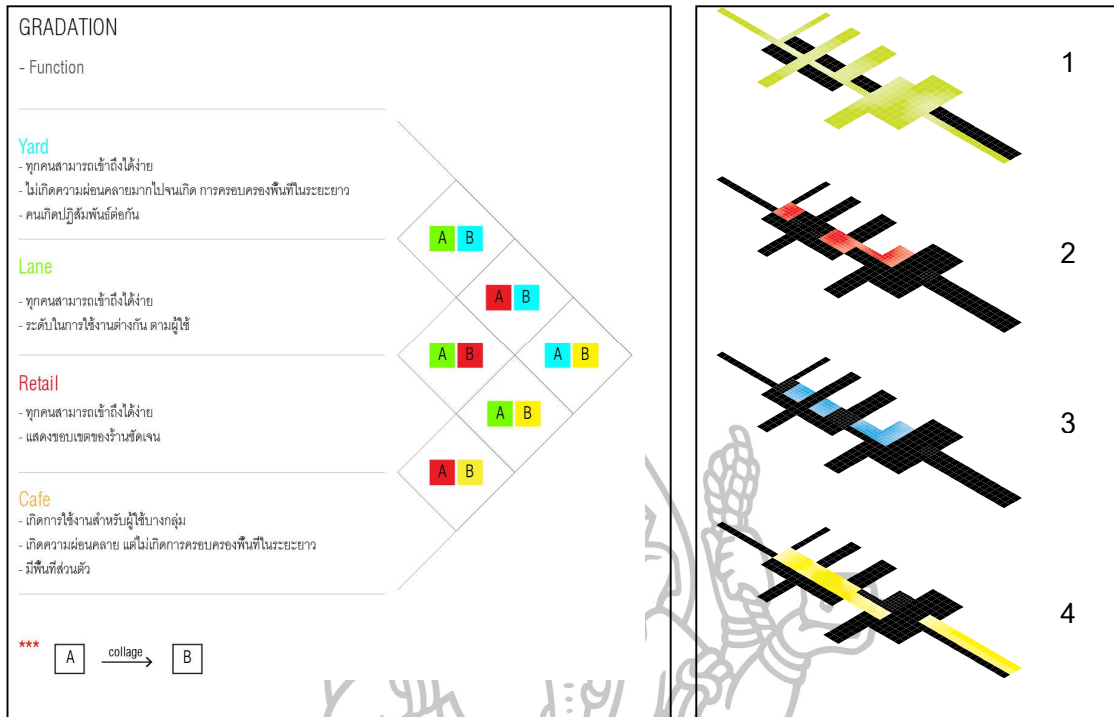 GRADATION
- Function
Yard
- ทุกคนสามารถเข้าถึงได้ง่าย
- ไม่เกิดความผ่อนคลายมากไปจนเกิด การครอบครองพื้นที่ในระยะยาว
- คนเกิดปฏิสัมพันธ์ต่อกัน
Lane
- ทุกคนสามารถเข้าถึงได้ง่าย
- ระดับในการใช้งานต่างกัน ตามผู้ใช้
Retail
- ทุกคนสามารถเข้าถึงได้ง่าย
- แสดงขอบเขตของร้านชัดเจน
Cafe
- เกิดการใช้งานสำหรับผู้ใช้บางกลุ่ม
- เกิดความผ่อนคลาย แต่ไม่เกิดการครอบครองพื้นที่ในระยะยาว
- มีพื้นที่ส่วนตัว
A B
A B
A B
A B
A B
A B
*** A collage B
1
2
3
4